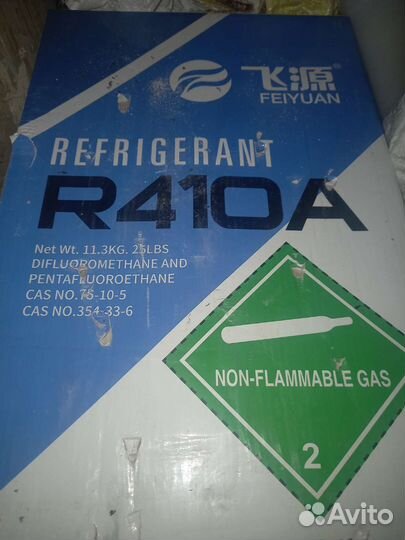 飞源®
FEIYUAN
REFRIGERANT
R410A
Net Wt. 11.3KG. 25LBS
DIFLUOROMETHANE AND
PENTAFLUOROETHANE
CAS NO.75-10-5
CAS NO.354-33-6
NON-FLAMMABLE GAS
2
Avito